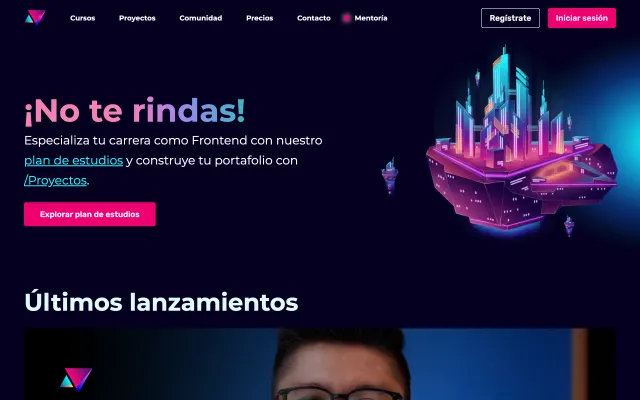 Cursos Proyectos Comunidad Precios Contacto Mentoría Regístrate Iniciar sesión
¡No te rindas!
Especializa tu carrera como Frontend con nuestro
plan de estudios y construye tu portafolio con
/Proyectos.
Explorar plan de estudios
Últimos lanzamientos